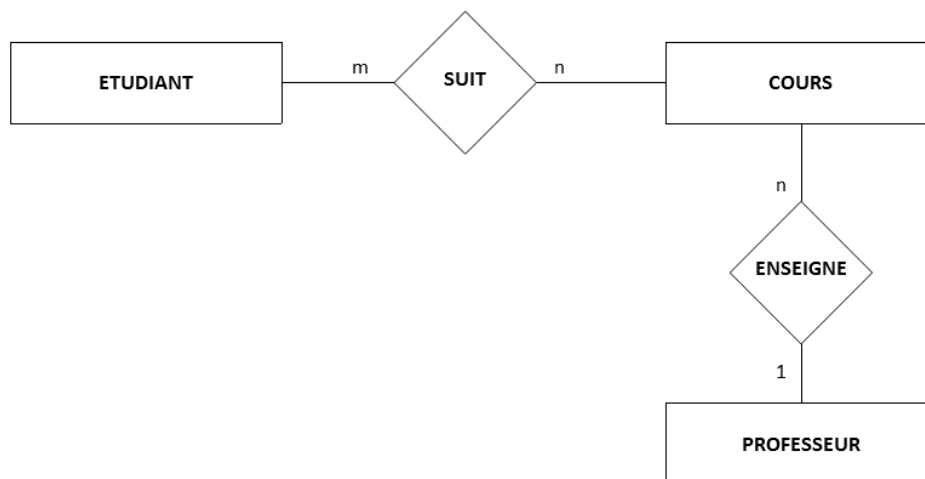 ETUDIANT
m
SUIT
n
COURS
n
ENSEIGNE
1
PROFESSEUR